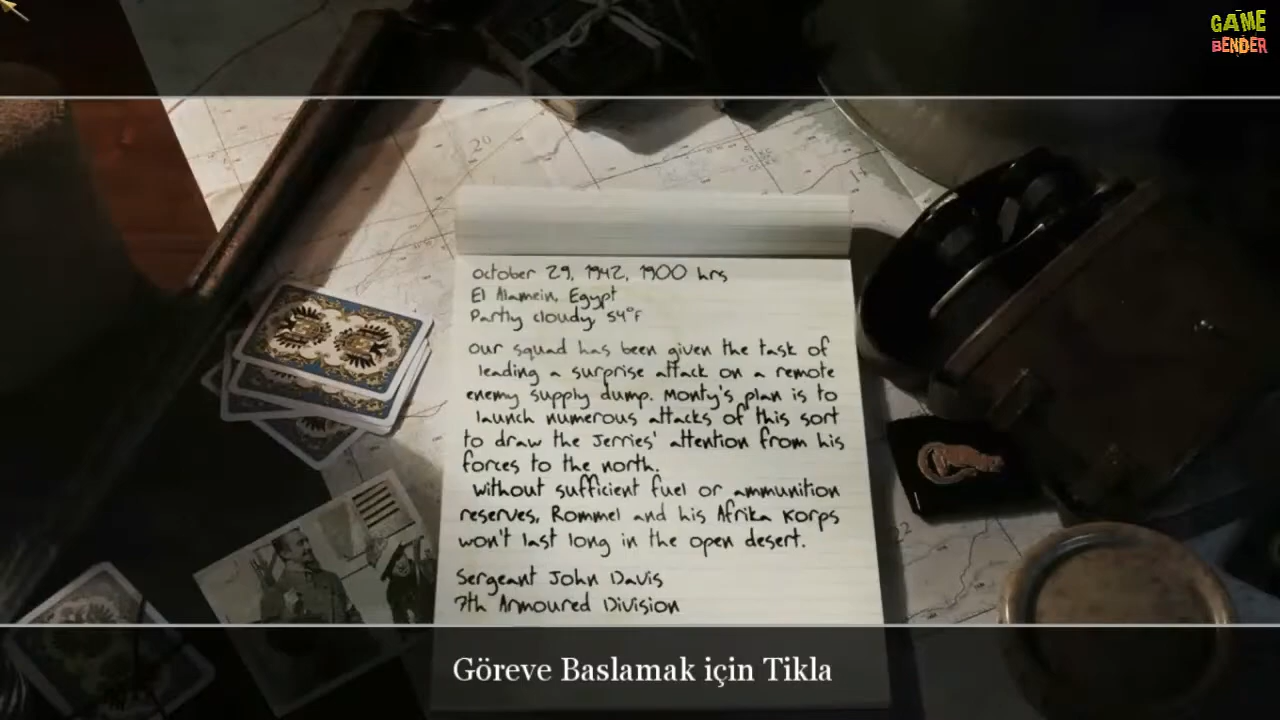 GAME
BENDER
October 29, 1942, 1900 hrs
El Alamein, Egypt
Partly cloudy, 54°F
Our squad has been given the task of
leading a surprise attack on a remote
enemy supply dump. Monty's plan is to
launch numerous attacks of this sort
to draw the Jerries' attention from his
forces to the north.
Without sufficient fuel or ammunition
reserves, Rommel and his Afrika Korps
won't last long in the open desert.
Sergeant John Davis
7th Armoured Division
20
14
22
Göreve Baslamak için Tikla